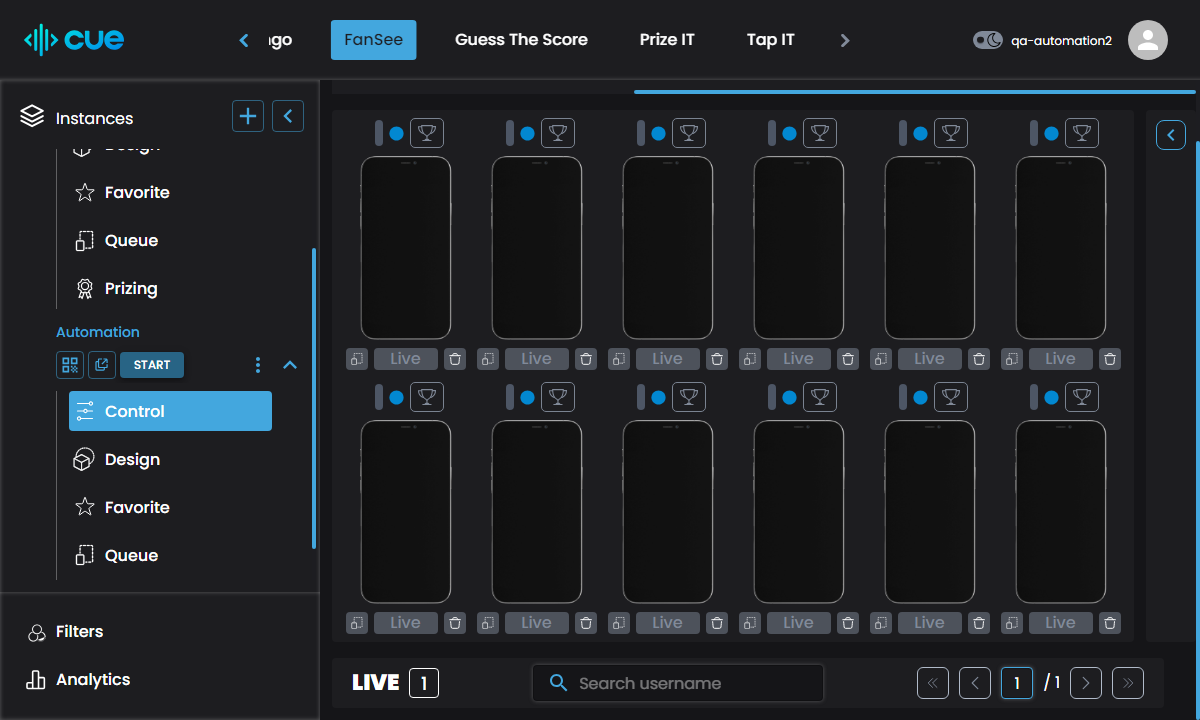 cue
FanSee
Guess The Score
Prize IT
Tap IT
qa-automation2
Instances
Favorite
Queue
Prizing
Automation
START
Control
Design
Favorite
Queue
Filters
Analytics
Live Live Live Live Live Live
Live Live Live Live Live Live
LIVE 1
Search username
1 / 1